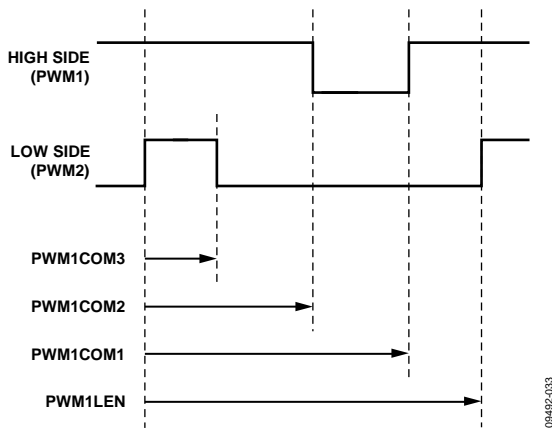 HIGH SIDE
(PWM1)
LOW SIDE
(PWM2)
PWM1COM3
PWM1COM2
PWM1COM1
PWM1LEN
09492-033